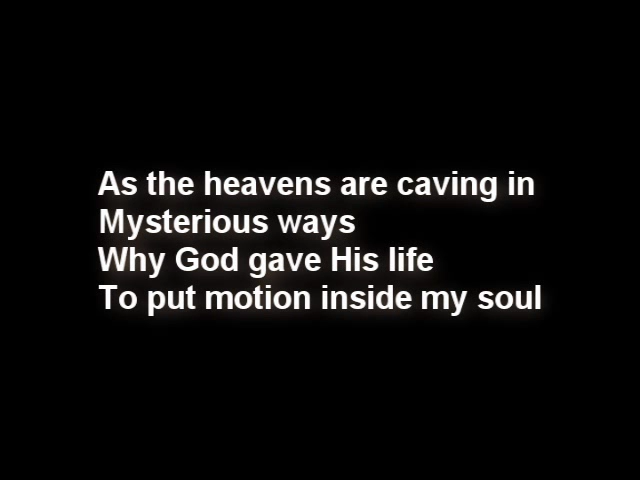 As the heavens are caving in
Mysterious ways
Why God gave His life
To put motion inside my soul